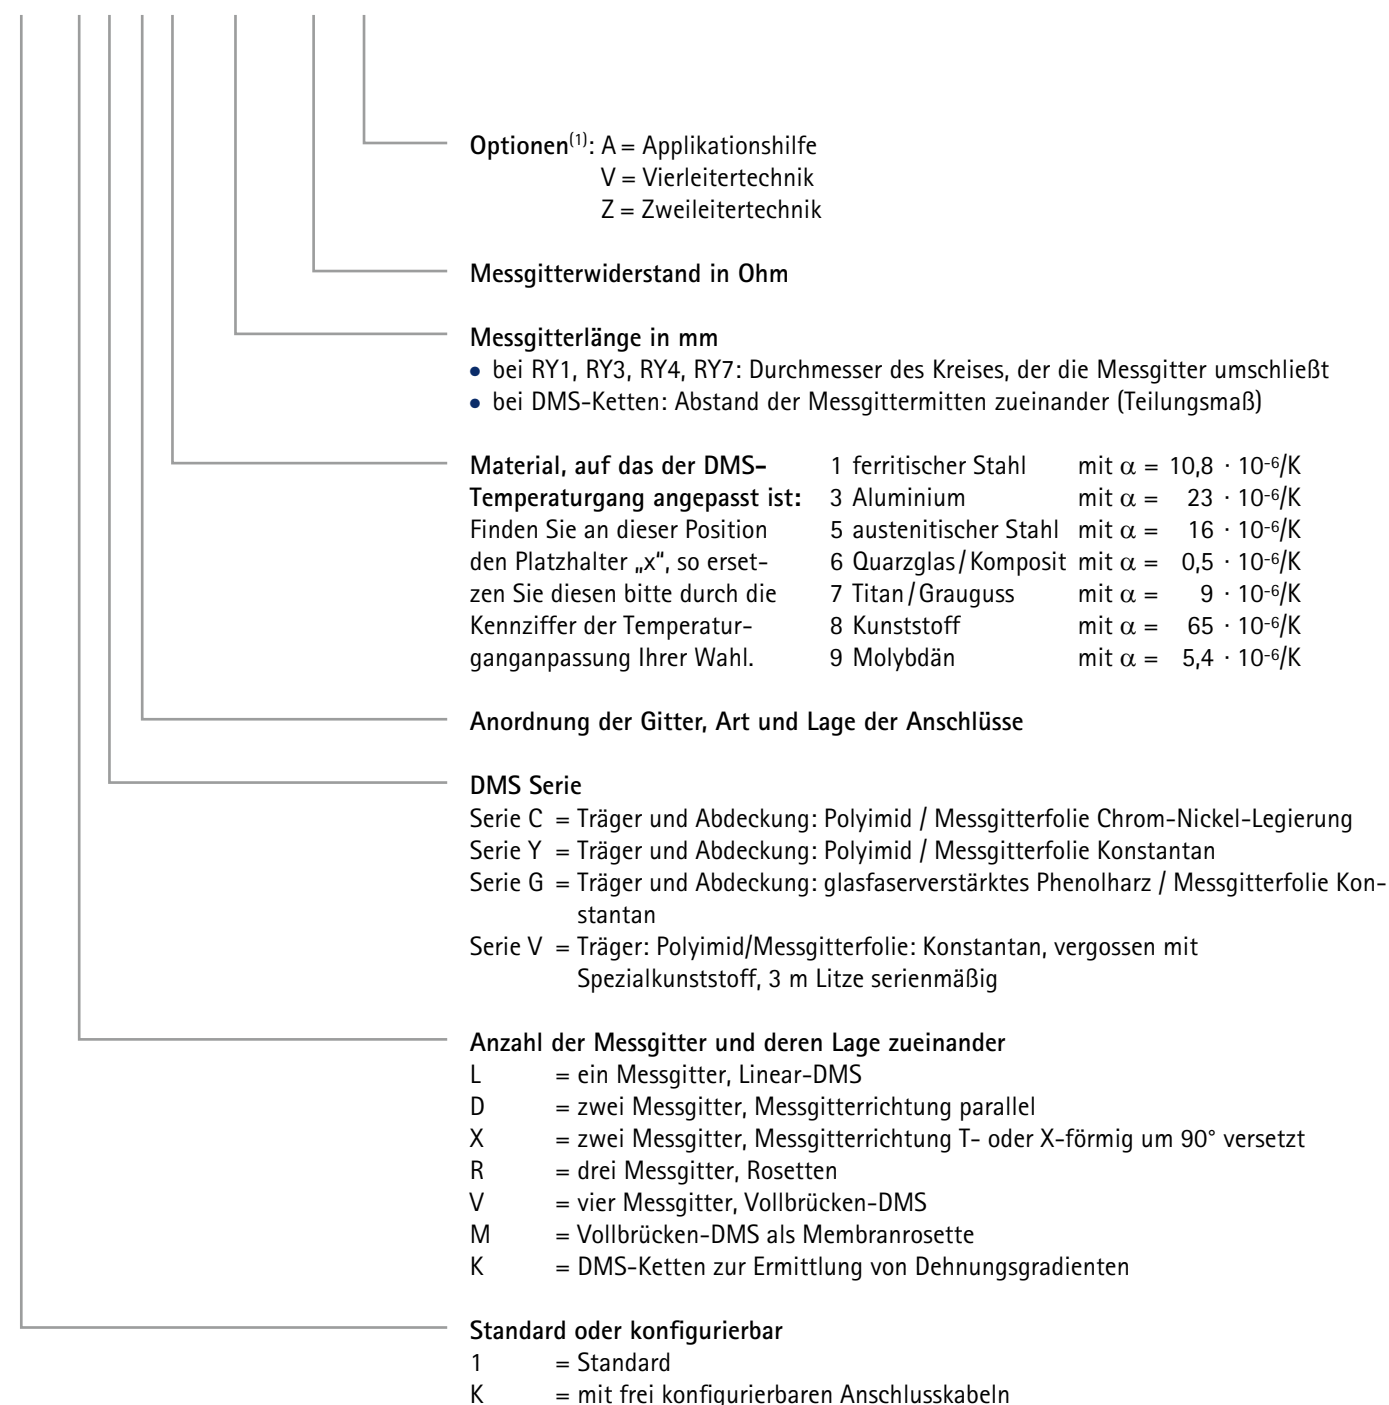 Optionen(1): A = Applikationshilfe
V = Vierleitertechnik
Z = Zweileitertechnik
Messgitterwiderstand in Ohm
Messgitterlänge in mm
• bei RY1, RY3, RY4, RY7: Durchmesser des Kreises, der die Messgitter umschließt
• bei DMS-Ketten: Abstand der Messgittermitten zueinander (Teilungsmaß)
Material, auf das der DMS- 1 ferritischer Stahl mit α = 10,8 · 10-6/K
Temperaturgang angepasst ist: 3 Aluminium mit α = 23 · 10-6/K
Finden Sie an dieser Position 5 austenitischer Stahl mit α = 16 · 10-6/K
den Platzhalter „x“, so erset- 6 Quarzglas/Komposit mit α = 0,5 · 10-6/K
zen Sie diesen bitte durch die 7 Titan/Grauguss mit α = 9 · 10-6/K
Kennziffer der Temperatur- 8 Kunststoff mit α = 65 · 10-6/K
ganganpassung Ihrer Wahl. 9 Molybdän mit α = 5,4 · 10-6/K
Anordnung der Gitter, Art und Lage der Anschlüsse
DMS Serie
Serie C = Träger und Abdeckung: Polyimid / Messgitterfolie Chrom-Nickel-Legierung
Serie Y = Träger und Abdeckung: Polyimid / Messgitterfolie Konstantan
Serie G = Träger und Abdeckung: glasfaserverstärktes Phenolharz / Messgitterfolie Kon-
stantan
Serie V = Träger: Polyimid/Messgitterfolie: Konstantan, vergossen mit
Spezialkunststoff, 3 m Litze serienmäßig
Anzahl der Messgitter und deren Lage zueinander
L = ein Messgitter, Linear-DMS
D = zwei Messgitter, Messgitterrichtung parallel
X = zwei Messgitter, Messgitterrichtung T- oder X-förmig um 90° versetzt
R = drei Messgitter, Rosetten
V = vier Messgitter, Vollbrücken-DMS
M = Vollbrücken-DMS als Membranrosette
K = DMS-Ketten zur Ermittlung von Dehnungsgradienten
Standard oder konfigurierbar
1 = Standard
K = mit frei konfigurierbaren Anschlusskabeln